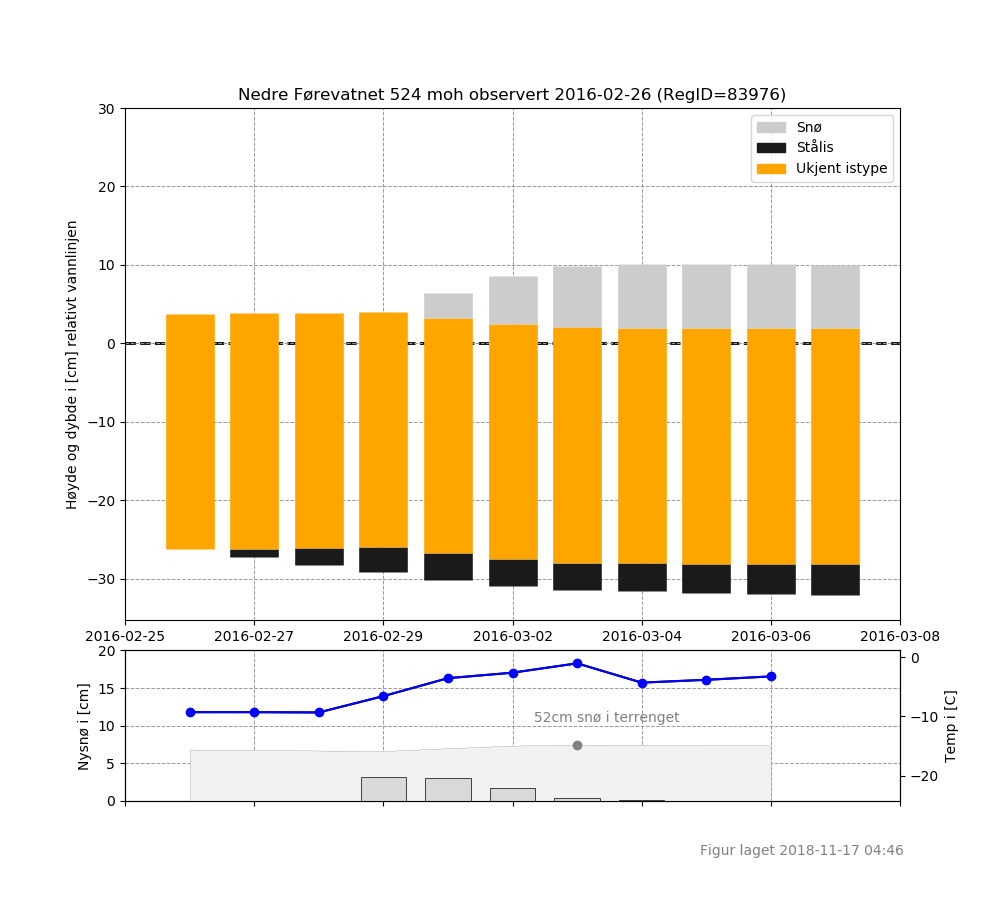 Nedre Førevatnet 524 moh observert 2016-02-26 (RegID=83976)
Høyde og dybde i [cm] relativt vannlinjen
30
20
10
0
−10
−20
−30
Snø
Stålis
Ukjent istype
2016-02-25
2016-02-27
2016-02-29
2016-03-02
2016-03-04
2016-03-06
2016-03-08
Nysnø i [cm]
20
15
10
5
0
52cm snø i terrenget
0
−10
−20
Temp i [C]
Figur laget 2018-11-17 04:46